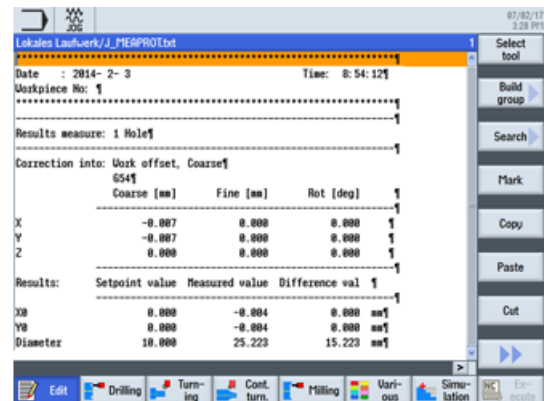 JOG
07/02/17
3:28 PM
Lokales Laufwerk/J_MEAPROT.txt 1
Select tool
****************************************************************¶
Date : 2014- 2- 3 Time: 8:54:12¶
Workpiece No: ¶
Build group
****************************************************************¶
----------------------------------------------------------------¶
Results measure: 1 Hole¶
Search
----------------------------------------------------------------¶
Correction into: Work offset, Coarse¶
G54¶
Mark
Coarse [mm] Fine [mm] Rot [deg] ¶
------------------------------------------------¶
X -0.007 0.000 0.000 ¶
Copy
Y -0.007 0.000 0.000 ¶
Z 0.000 0.000 0.000 ¶
------------------------------------------------¶
Paste
Results: Setpoint value Measured value Difference val ¶
------------------------------------------------¶
X0 0.000 -0.004 0.000 mm¶
Cut
Y0 0.000 -0.004 0.000 mm¶
Diameter 10.000 25.223 15.223 mm¶
Edit Drilling Turn-ing Cont. turn. Milling Vari-ous Simu-lation NC Ex-ecute